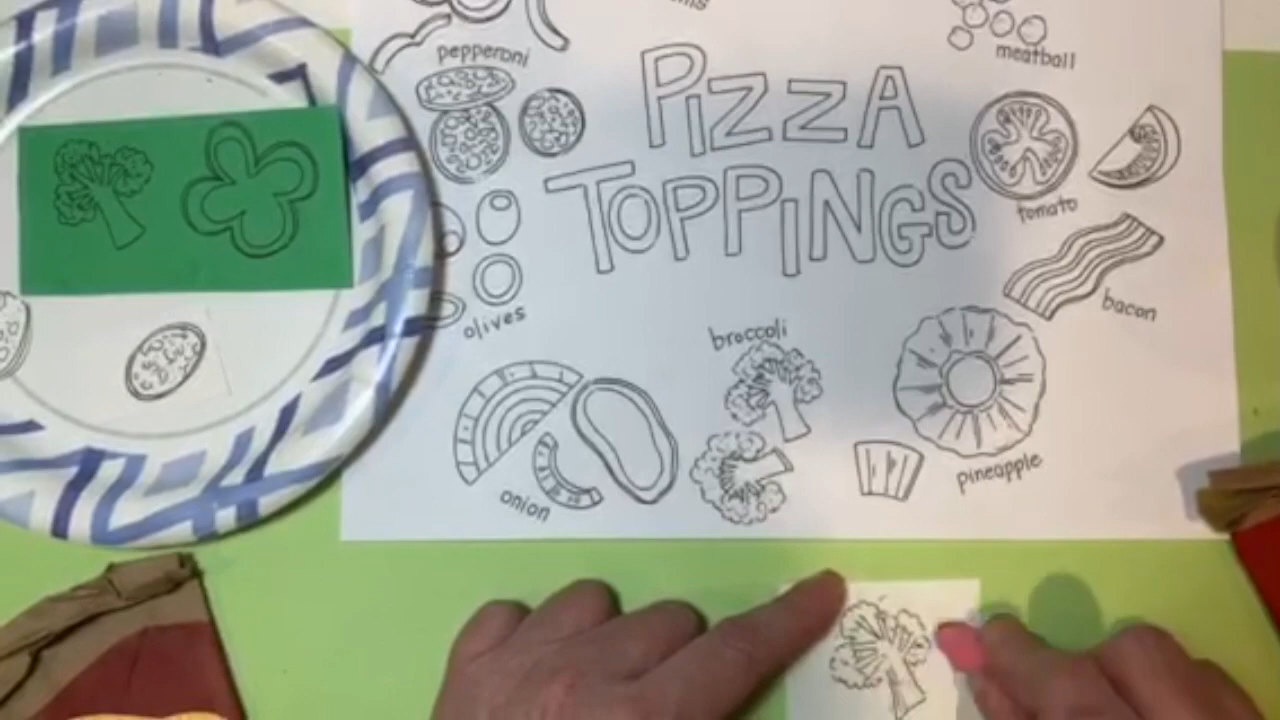 pepperoni
meatball
PIZZA
TOPPINGS
tomato
olives
bacon
broccoli
onion
pineapple